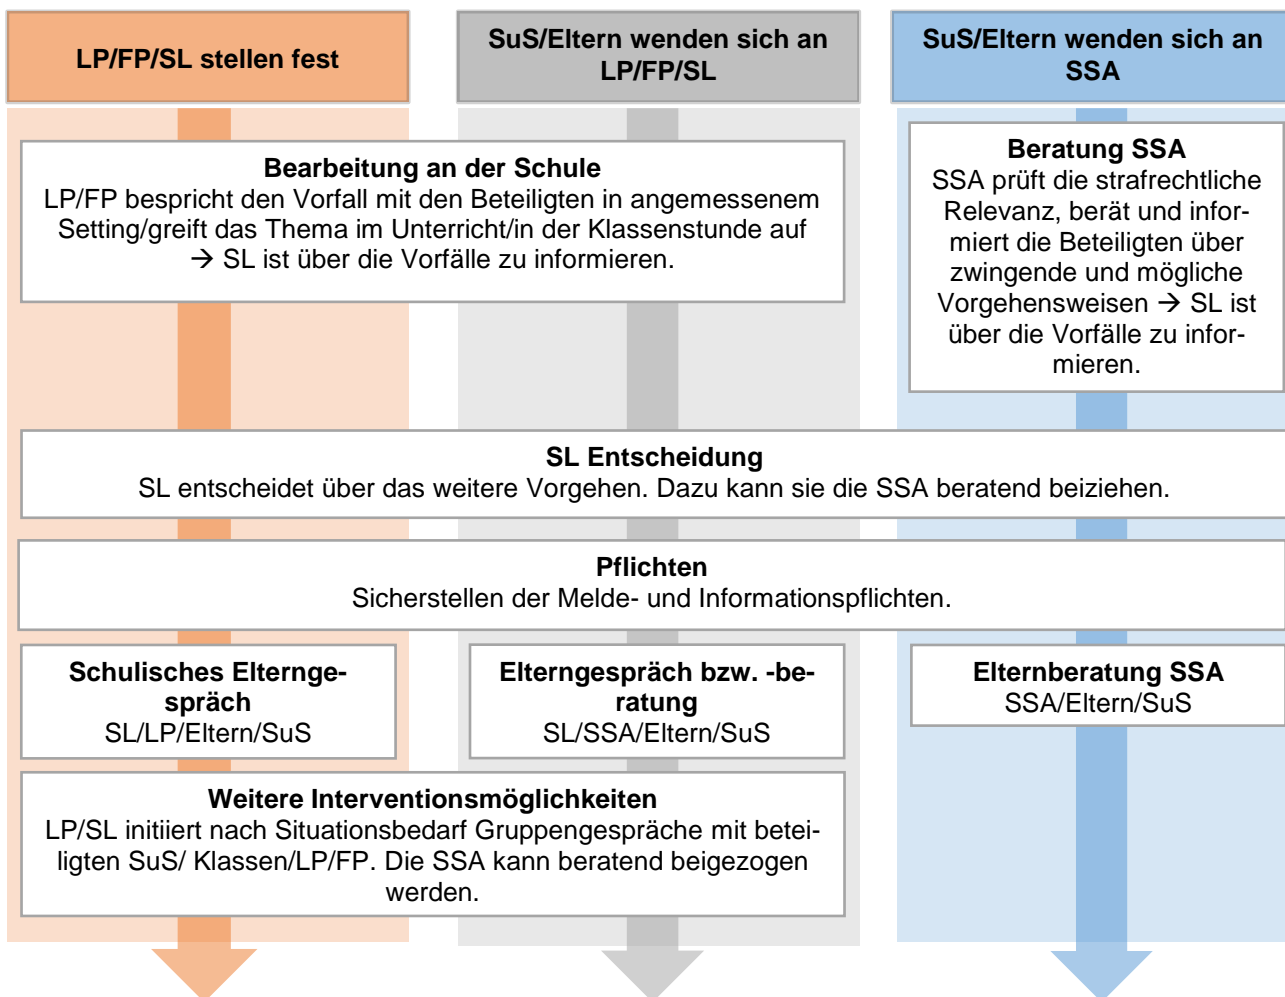 LP/FP/SL stellen fest
SuS/Eltern wenden sich an
LP/FP/SL
SuS/Eltern wenden sich an
SSA
Bearbeitung an der Schule
LP/FP bespricht den Vorfall mit den Beteiligten in angemessenem
Setting/greift das Thema im Unterricht/in der Klassenstunde auf
→ SL ist über die Vorfälle zu informieren.
Beratung SSA
SSA prüft die strafrechtliche
Relevanz, berät und infor-
miert die Beteiligten über
zwingende und mögliche
Vorgehensweisen → SL ist
über die Vorfälle zu infor-
mieren.
SL Entscheidung
SL entscheidet über das weitere Vorgehen. Dazu kann sie die SSA beratend beiziehen.
Pflichten
Sicherstellen der Melde- und Informationspflichten.
Schulisches Elternge-
spräch
SL/LP/Eltern/SuS
Elterngespräch bzw. -be-
ratung
SL/SSA/Eltern/SuS
Elternberatung SSA
SSA/Eltern/SuS
Weitere Interventionsmöglichkeiten
LP/SL initiiert nach Situationsbedarf Gruppengespräche mit betei-
ligten SuS/ Klassen/LP/FP. Die SSA kann beratend beigezogen
werden.